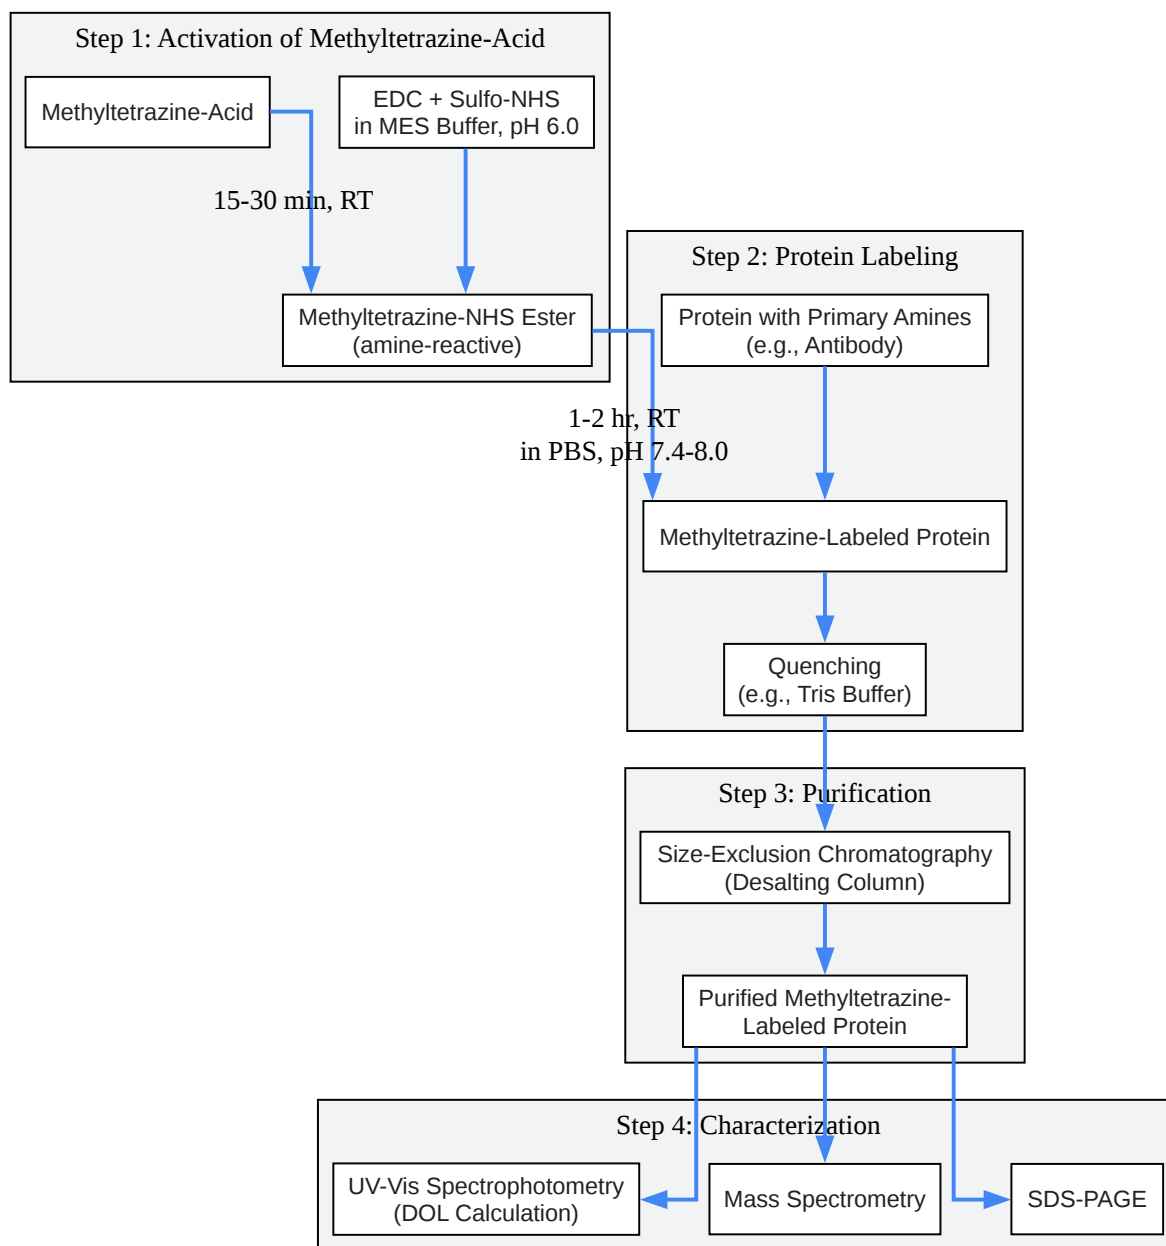 Step 1: Activation of Methyltetrazine-Acid
Methyltetrazine-Acid
EDC + Sulfo-NHS
in MES Buffer, pH 6.0
15-30 min, RT
Methyltetrazine-NHS Ester
(amine-reactive)
Step 2: Protein Labeling
Protein with Primary Amines
(e.g., Antibody)
1-2 hr, RT
in PBS, pH 7.4-8.0
Methyltetrazine-Labeled Protein
Quenching
(e.g., Tris Buffer)
Step 3: Purification
Size-Exclusion Chromatography
(Desalting Column)
Purified Methyltetrazine-
Labeled Protein
Step 4: Characterization
UV-Vis Spectrophotometry
(DOL Calculation)
Mass Spectrometry
SDS-PAGE